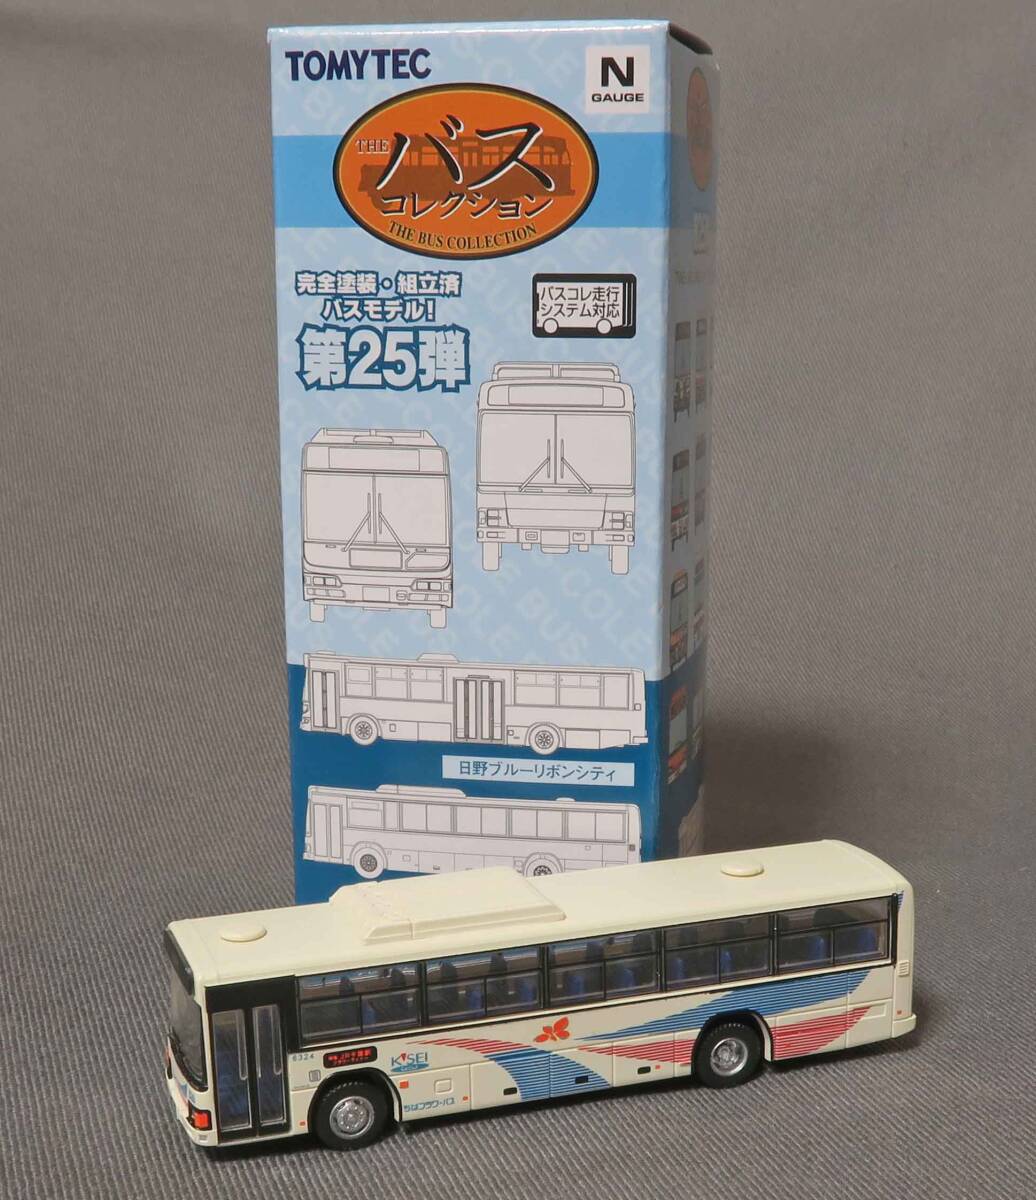 TOMYTEC
N
GAUGE
THE
バス
コレクション
THE BUS COLLECTION
完全塗装・組立済
バスモデル!
第25弾
バスコレ走行
システム対応
日野ブルーリボンシティ
6324
K'SEI
ちばフラワーバス